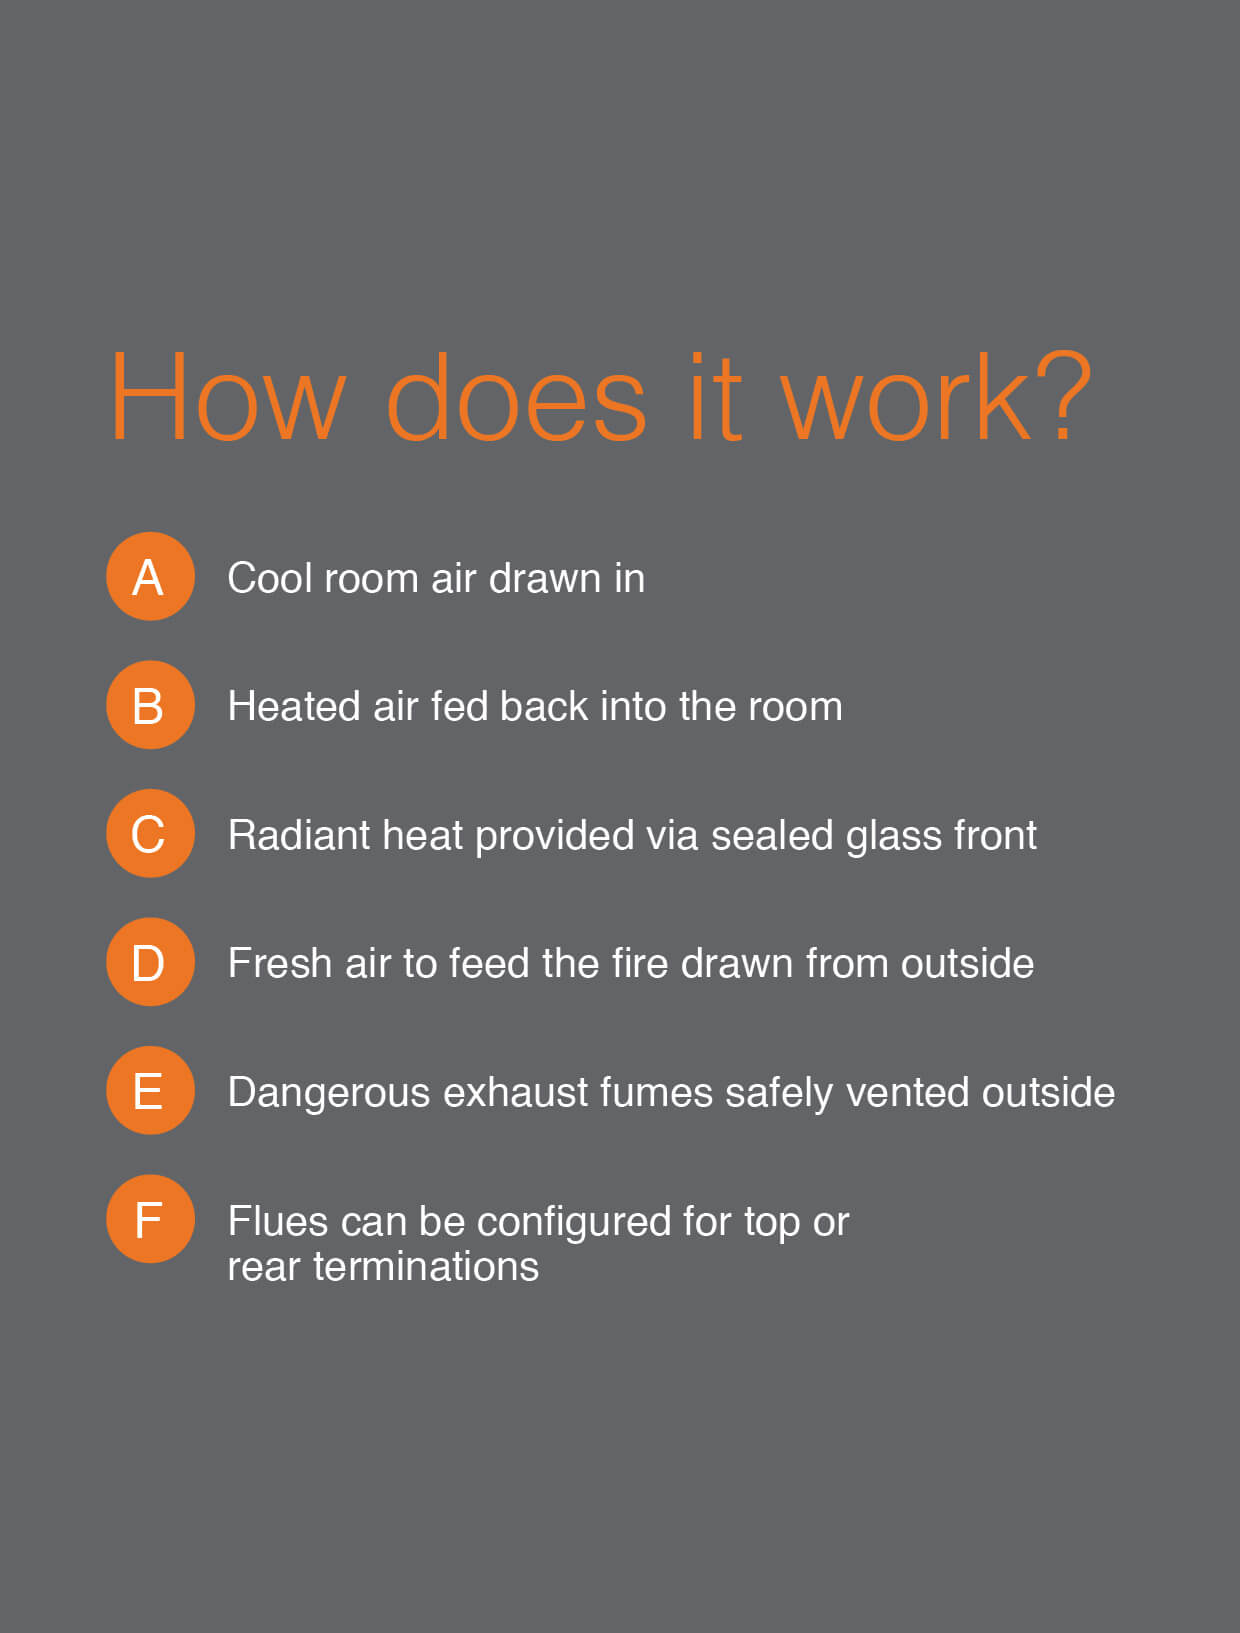 How does it work?
A Cool room air drawn in
B Heated air fed back into the room
C Radiant heat provided via sealed glass front
D Fresh air to feed the fire drawn from outside
E Dangerous exhaust fumes safely vented outside
F Flues can be configured for top or
rear terminations